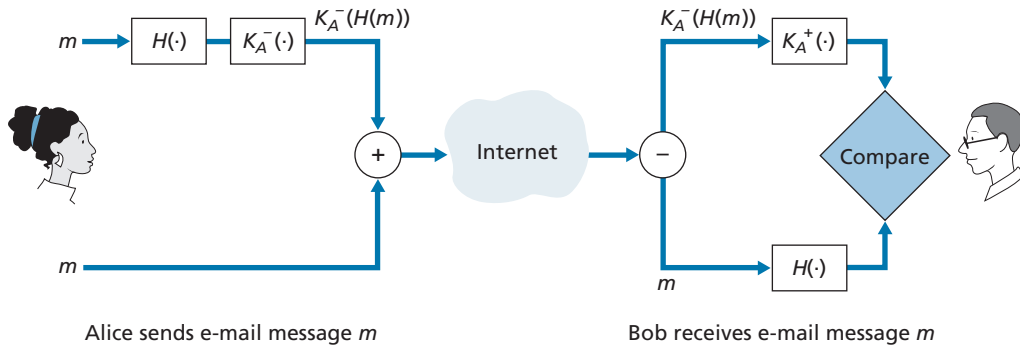 m
H(·)
K_A^-(·)
K_A^-(H(m))
+
m
Internet
−
K_A^-(H(m))
K_A^+(·)
Compare
m
H(·)
Alice sends e-mail message m
Bob receives e-mail message m